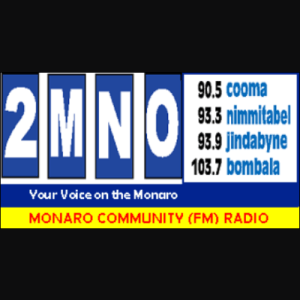 2MNO
90.5 cooma
93.3 nimmitabel
93.9 jindabyne
103.7 bombala
Your Voice on the Monaro
MONARO COMMUNITY (FM) RADIO